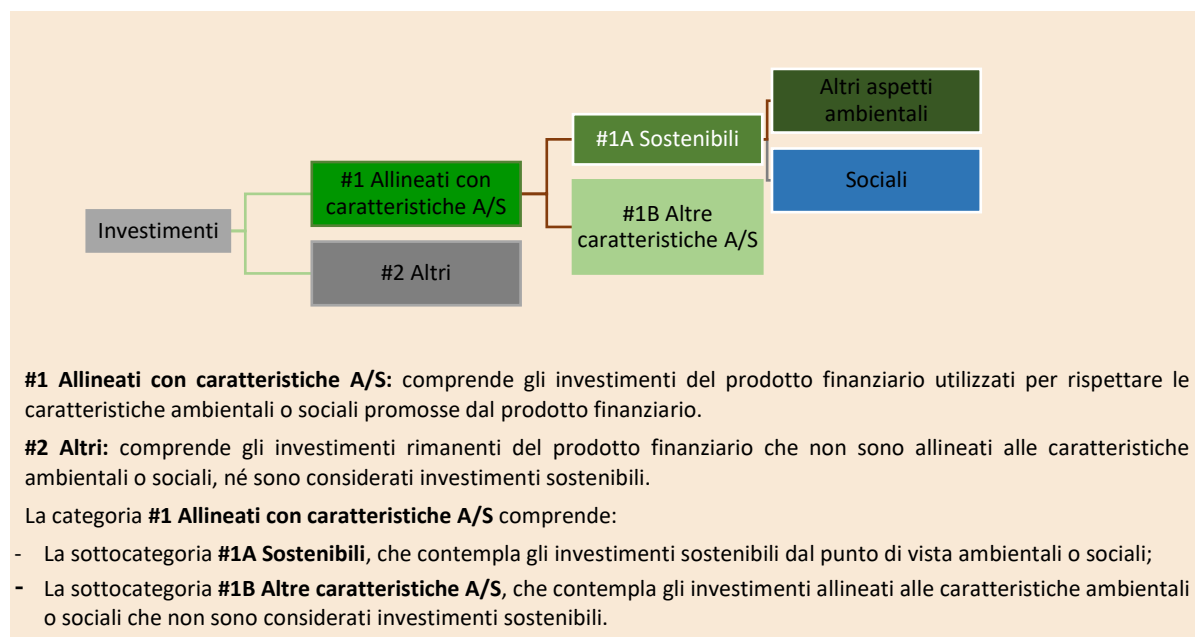 Altri aspetti
ambientali
#1A Sostenibili
#1 Allineati con
caratteristiche A/S
Sociali
#1B Altre
caratteristiche A/S
Investimenti
#2 Altri
#1 Allineati con caratteristiche A/S: comprende gli investimenti del prodotto finanziario utilizzati per rispettare le
caratteristiche ambientali o sociali promosse dal prodotto finanziario.
#2 Altri: comprende gli investimenti rimanenti del prodotto finanziario che non sono allineati alle caratteristiche
ambientali o sociali, né sono considerati investimenti sostenibili.
La categoria #1 Allineati con caratteristiche A/S comprende:
- La sottocategoria #1A Sostenibili, che contempla gli investimenti sostenibili dal punto di vista ambientali o sociali;
- La sottocategoria #1B Altre caratteristiche A/S, che contempla gli investimenti allineati alle caratteristiche ambientali
o sociali che non sono considerati investimenti sostenibili.